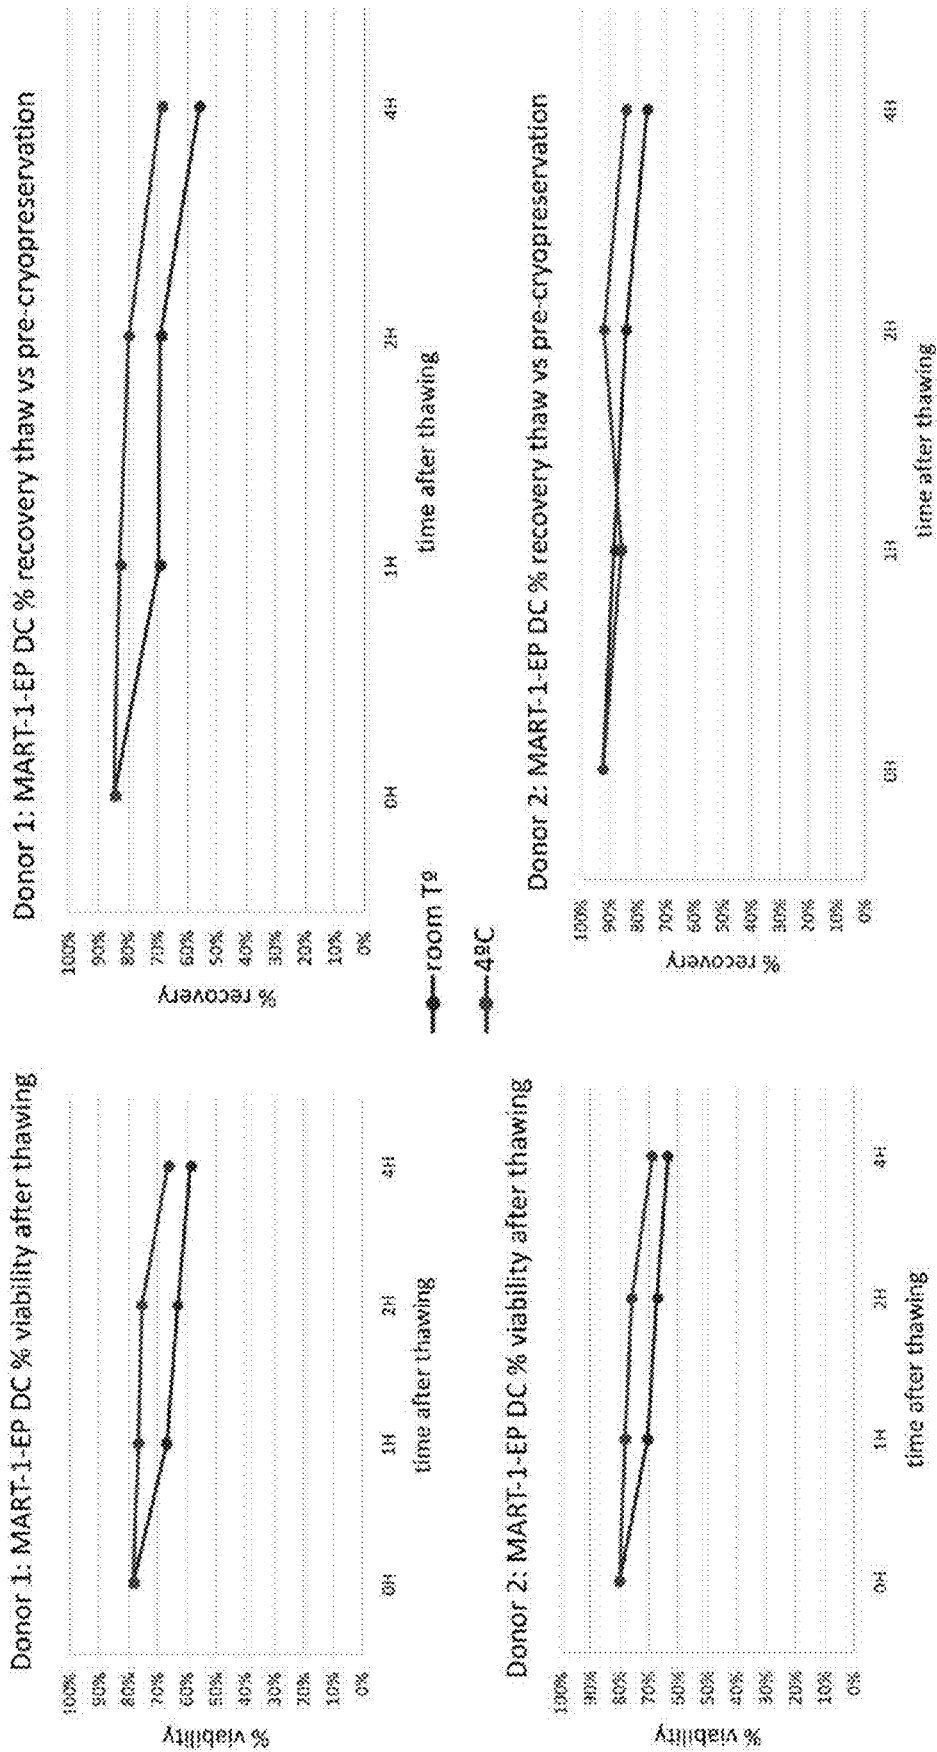 Donor 1: MART-1-EP DC % viability after thawing
% viability
100%
90%
80%
70%
60%
50%
40%
30%
20%
10%
0%
0H
1H
2H
4H
time after thawing
Donor 1: MART-1-EP DC % recovery thaw vs pre-cryopreservation
% recovery
100%
90%
80%
70%
60%
50%
40%
30%
20%
10%
0%
0H
1H
2H
4H
time after thawing
room Tº
4ºC
Donor 2: MART-1-EP DC % viability after thawing
% viability
100%
90%
80%
70%
60%
50%
40%
30%
20%
10%
0%
0H
1H
2H
4H
time after thawing
Donor 2: MART-1-EP DC % recovery thaw vs pre-cryopreservation
% recovery
100%
90%
80%
70%
60%
50%
40%
30%
20%
10%
0%
0H
1H
2H
4H
time after thawing